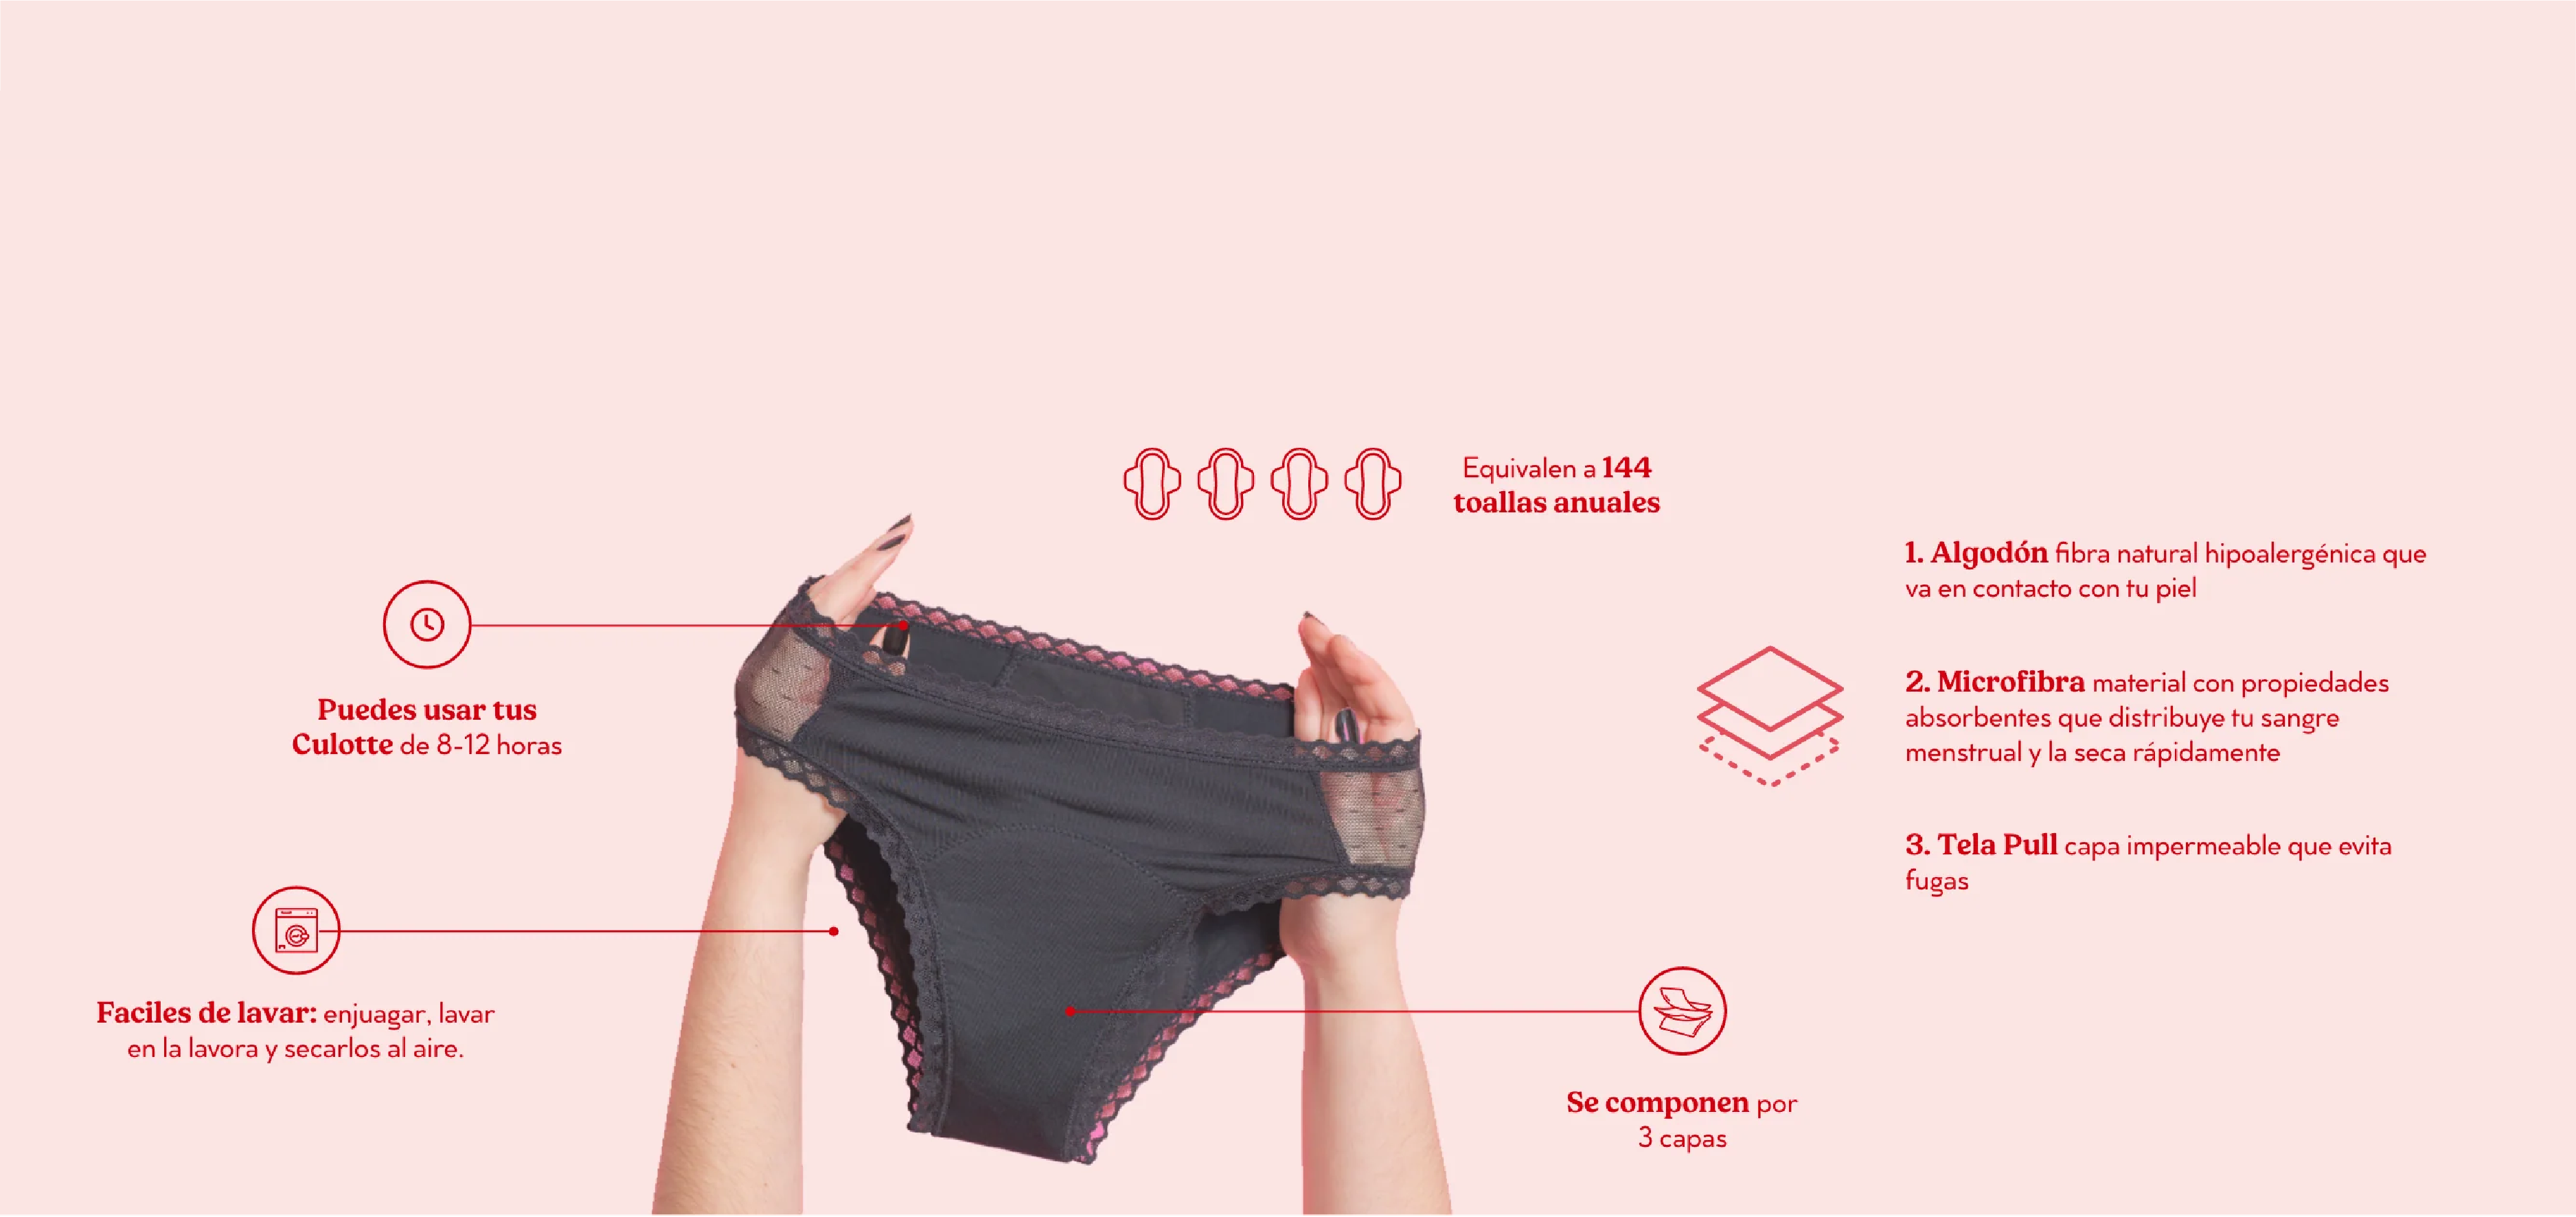 Equivalen a 144
toallas anuales
1. Algodón fibra natural hipoalergénica que
va en contacto con tu piel
2. Microfibra material con propiedades
absorbentes que distribuye tu sangre
menstrual y la seca rápidamente
3. Tela Pull capa impermeable que evita
fugas
Puedes usar tus
Culotte de 8-12 horas
Faciles de lavar: enjuagar, lavar
en la lavora y secarlos al aire.
Se componen por
3 capas